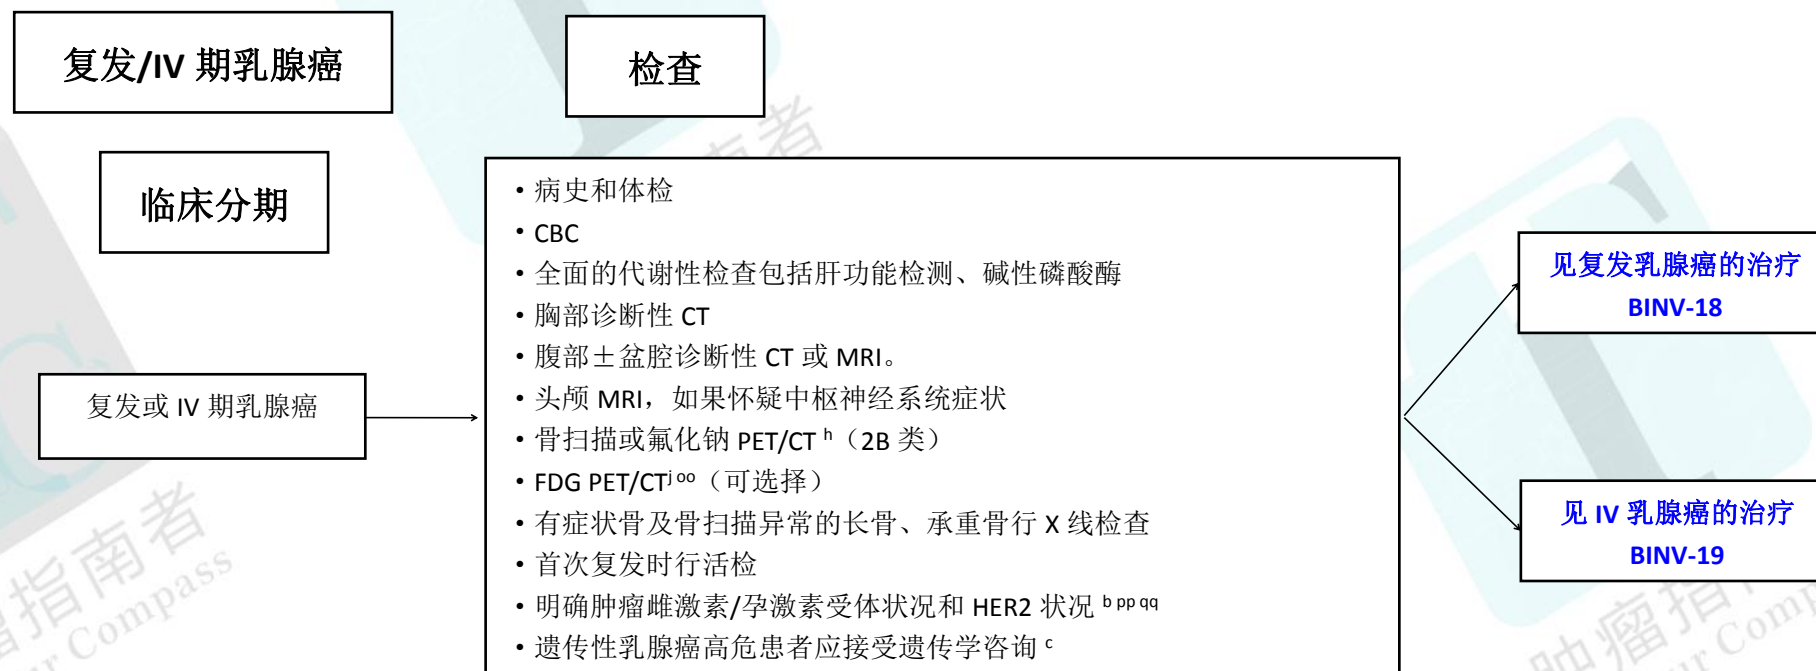 复发/IV 期乳腺癌
检查
临床分期
复发或 IV 期乳腺癌
• 病史和体检
• CBC
• 全面的代谢性检查包括肝功能检测、碱性磷酸酶
• 胸部诊断性 CT
• 腹部±盆腔诊断性 CT 或 MRI。
• 头颅 MRI，如果怀疑中枢神经系统症状
• 骨扫描或氟化钠 PET/CT h（2B 类）
• FDG PET/CT j oo（可选择）
• 有症状骨及骨扫描异常的长骨、承重骨行 X 线检查
• 首次复发时行活检
• 明确肿瘤雌激素/孕激素受体状况和 HER2 状况 b pp qq
• 遗传性乳腺癌高危患者应接受遗传学咨询 c
见复发乳腺癌的治疗
BINV-18
见 IV 乳腺癌的治疗
BINV-19
瘤指南者
Compass
肿瘤指